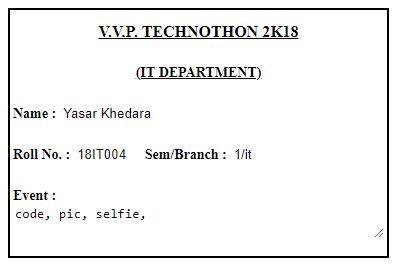 V.V.P. TECHNOTHON 2K18
(IT DEPARTMENT)
Name : Yasar Khedara
Roll No. : 18IT004 Sem/Branch : 1/it
Event :
code, pic, selfie,